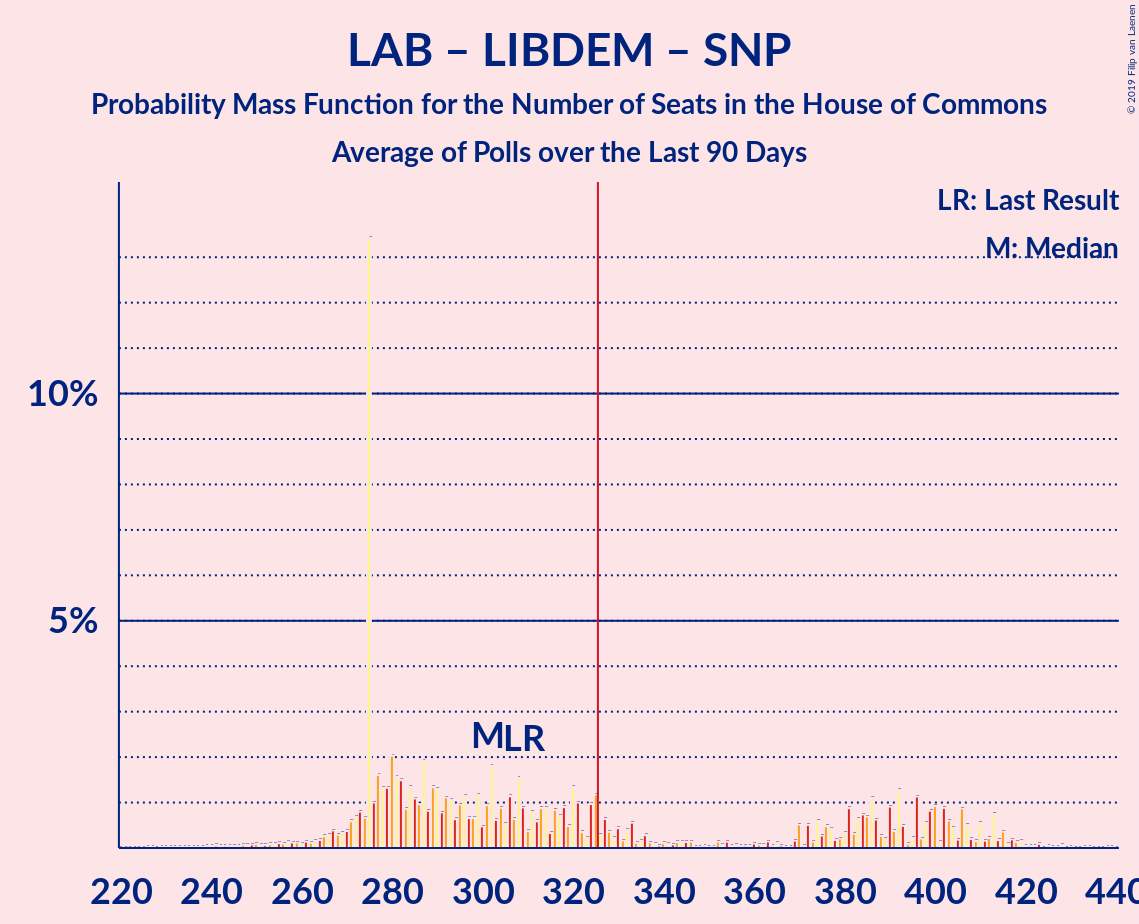 LAB – LIBDEM – SNP
Probability Mass Function for the Number of Seats in the House of Commons
Average of Polls over the Last 90 Days
© 2019 Filip van Laenen
LR: Last Result
M: Median
10%
5%
M LR
220 240 260 280 300 320 340 360 380 400 420 440